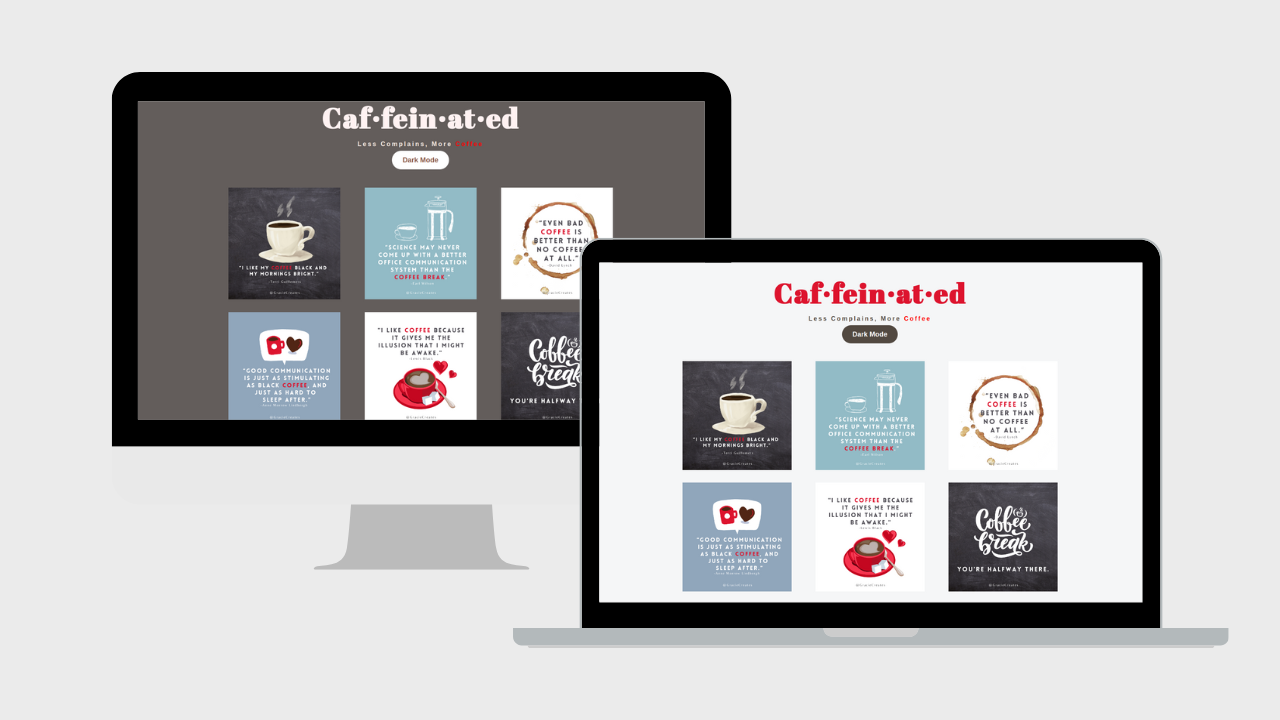 Caf·fein·at·ed
Less Complains, More Coffee
Dark Mode
"I LIKE MY COFFEE BLACK AND
MY MORNINGS BRIGHT."
"SCIENCE MAY NEVER
COME UP WITH A BETTER
OFFICE COMMUNICATION
SYSTEM THAN THE
COFFEE BREAK."
"EVEN BAD
COFFEE IS
BETTER THAN
NO COFFEE
AT ALL."
"GOOD COMMUNICATION
IS JUST AS STIMULATING
AS BLACK COFFEE, AND
JUST AS HARD TO
SLEEP AFTER."
"I LIKE COFFEE BECAUSE
IT GIVES ME THE
ILLUSION THAT I MIGHT
BE AWAKE."
Coffee
break
YOU'RE HALFWAY
Caf·fein·at·ed
Less Complains, More Coffee
Dark Mode
"I LIKE MY COFFEE BLACK AND
MY MORNINGS BRIGHT."
"SCIENCE MAY NEVER
COME UP WITH A BETTER
OFFICE COMMUNICATION
SYSTEM THAN THE
COFFEE BREAK."
"EVEN BAD
COFFEE IS
BETTER THAN
NO COFFEE
AT ALL."
"GOOD COMMUNICATION
IS JUST AS STIMULATING
AS BLACK COFFEE, AND
JUST AS HARD TO
SLEEP AFTER."
"I LIKE COFFEE BECAUSE
IT GIVES ME THE
ILLUSION THAT I MIGHT
BE AWAKE."
Coffee
break
YOU'RE HALFWAY THERE.